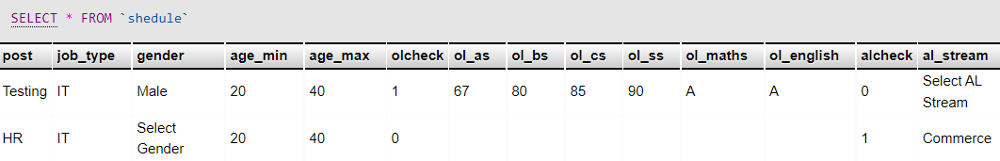 SELECT * FROM `shedule`
post job_type gender age_min age_max olcheck ol_as ol_bs ol_cs ol_ss ol_maths ol_english alcheck al_stream
Testing IT Male 20 40 1 67 80 85 90 A A 0 Select AL
Stream
HR IT Select
Gender 20 40 0 1 Commerce